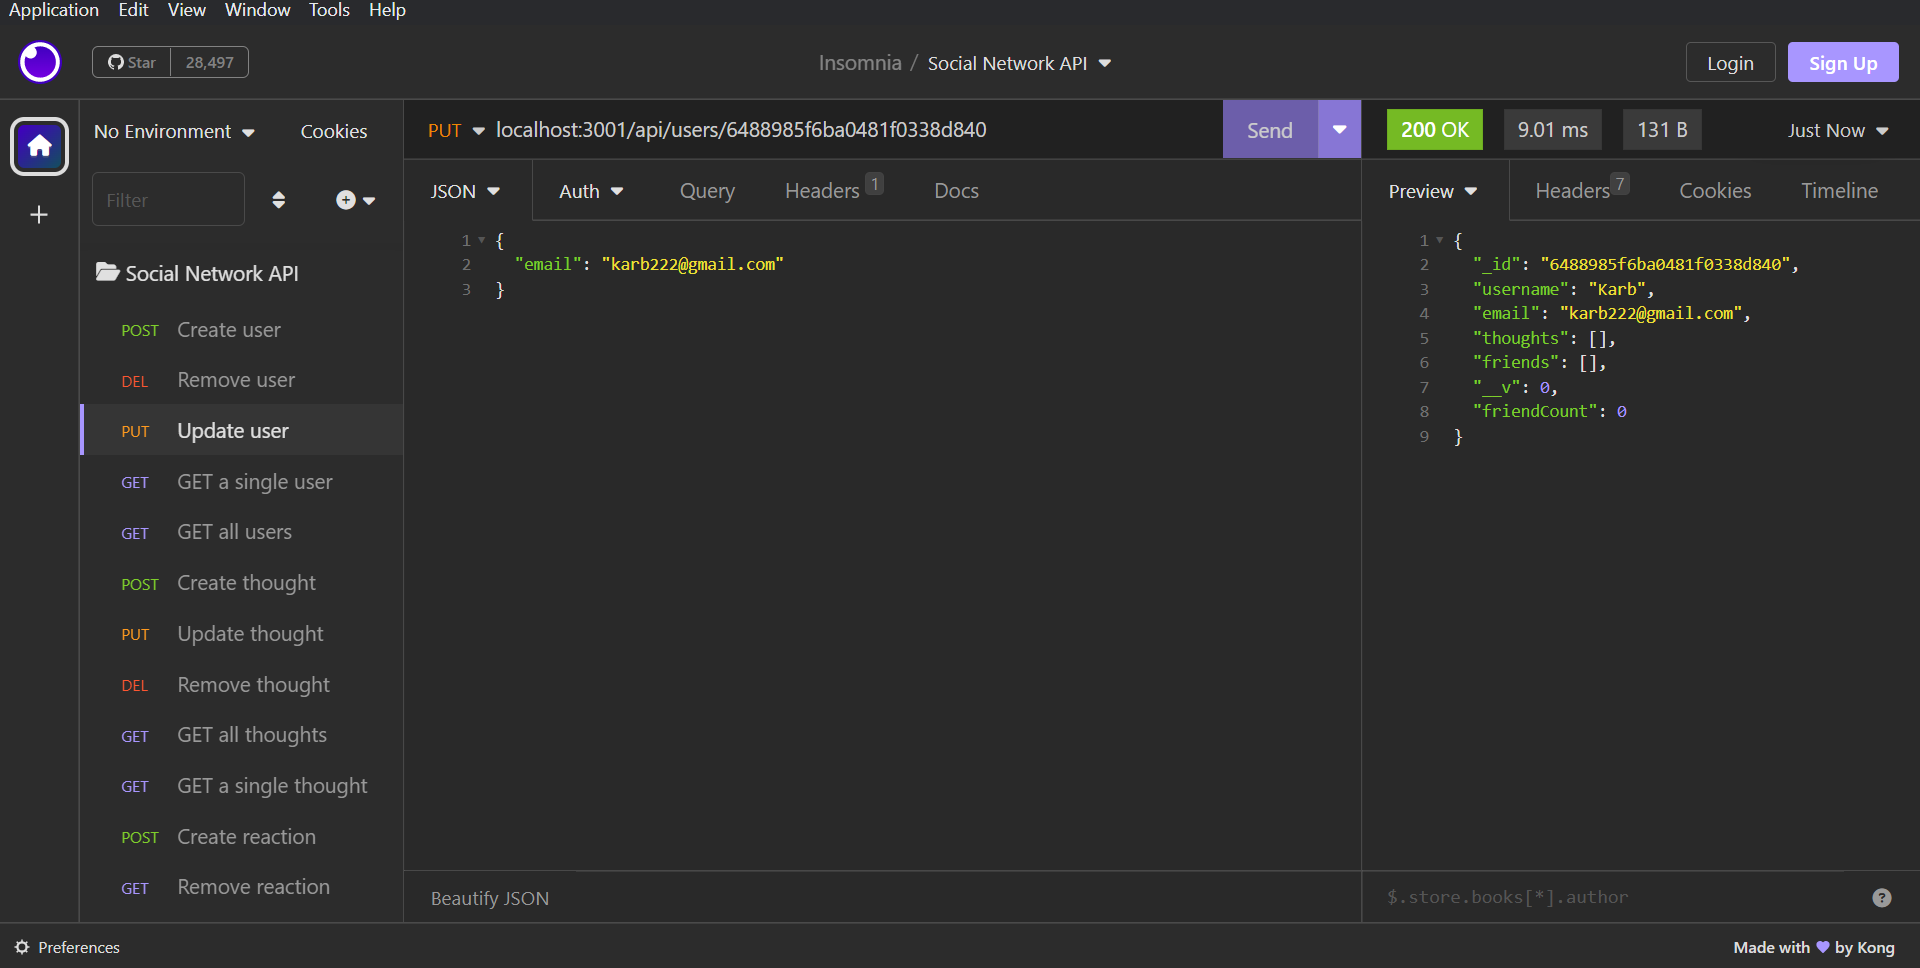 Application Edit View Window Tools Help
Star 28,497
Insomnia / Social Network API
Login Sign Up
No Environment Cookies
Filter
Social Network API
POST Create user
DEL Remove user
PUT Update user
GET GET a single user
GET GET all users
POST Create thought
PUT Update thought
DEL Remove thought
GET GET all thoughts
GET GET a single thought
POST Create reaction
GET Remove reaction
PUT localhost:3001/api/users/6488985f6ba0481f0338d840 Send
JSON Auth Query Headers 1 Docs
1 {
2 "email": "karb222@gmail.com"
3 }
Beautify JSON
200 OK 9.01 ms 131 B Just Now
Preview Headers 7 Cookies Timeline
1 {
2 "_id": "6488985f6ba0481f0338d840",
3 "username": "Karb",
4 "email": "karb222@gmail.com",
5 "thoughts": [],
6 "friends": [],
7 "__v": 0,
8 "friendCount": 0
9 }
$.store.books[*].author ?
Preferences
Made with 💜 by Kong